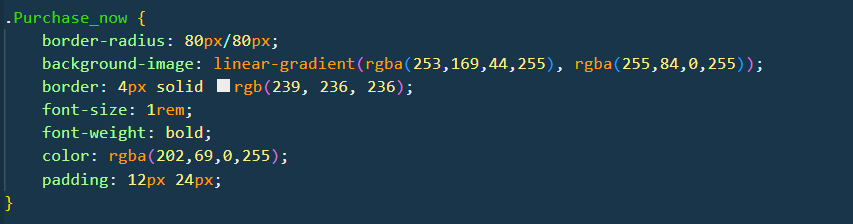 .Purchase_now {
    border-radius: 80px/80px;
    background-image: linear-gradient(rgba(253,169,44,255), rgba(255,84,0,255));
    border: 4px solid rgb(239, 236, 236);
    font-size: 1rem;
    font-weight: bold;
    color: rgba(202,69,0,255);
    padding: 12px 24px;
}